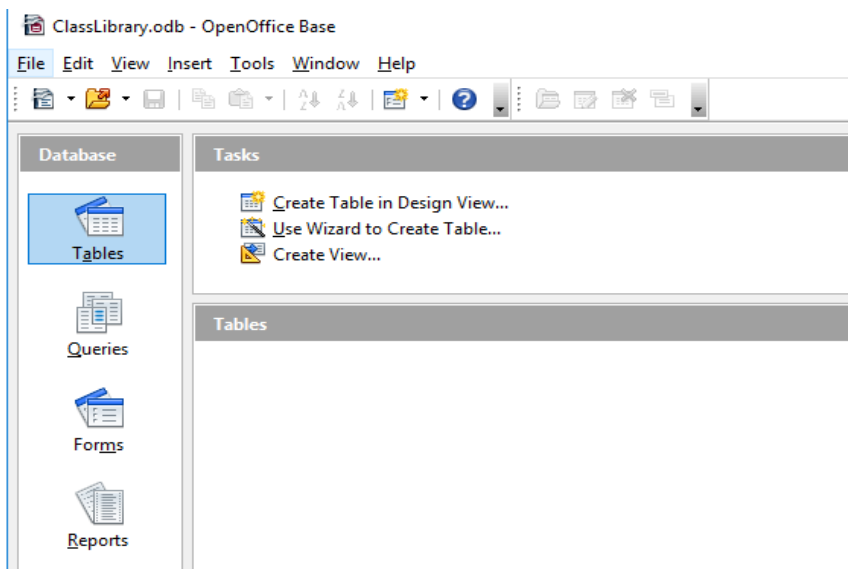 ClassLibrary.odb - OpenOffice Base
File Edit View Insert Tools Window Help
Database
Tables
Queries
Forms
Reports
Tasks
Create Table in Design View...
Use Wizard to Create Table...
Create View...
Tables